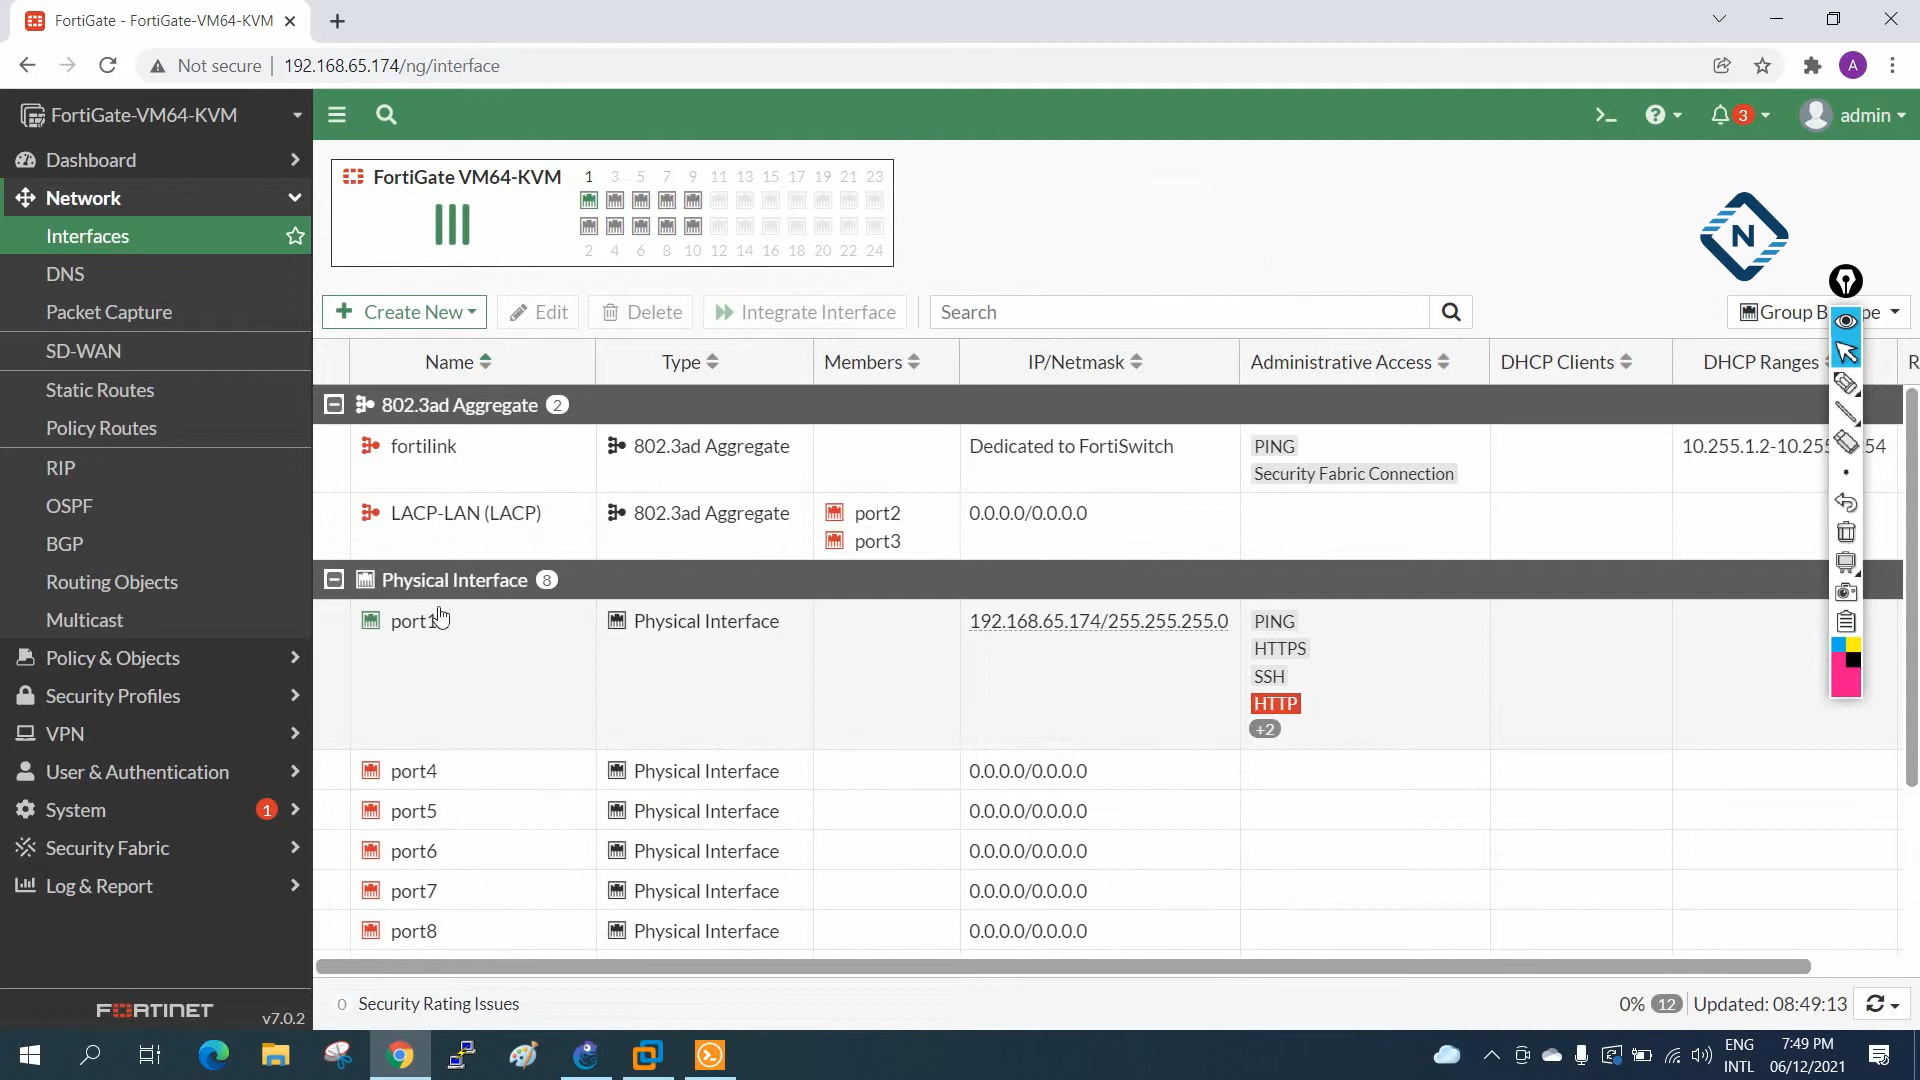 FortiGate - FortiGate-VM64-KVM
Not secure 192.168.65.174/ng/interface
A
FortiGate-VM64-KVM
3
admin
Dashboard
Network
Interfaces
DNS
Packet Capture
SD-WAN
Static Routes
Policy Routes
RIP
OSPF
BGP
Routing Objects
Multicast
Policy & Objects
Security Profiles
VPN
User & Authentication
System 1
Security Fabric
Log & Report
FORTINET v7.0.2
FortiGate VM64-KVM
1 3 5 7 9 11 13 15 17 19 21 23
2 4 6 8 10 12 14 16 18 20 22 24
N
Create New Edit Delete Integrate Interface Search Group B
Name Type Members IP/Netmask Administrative Access DHCP Clients DHCP Ranges R
802.3ad Aggregate 2
fortilink 802.3ad Aggregate Dedicated to FortiSwitch PING 10.255.1.2-10.255 54
Security Fabric Connection
LACP-LAN (LACP) 802.3ad Aggregate port2 0.0.0.0/0.0.0.0
port3
Physical Interface 8
port1 Physical Interface 192.168.65.174/255.255.255.0 PING
HTTPS
SSH
HTTP
+2
port4 Physical Interface 0.0.0.0/0.0.0.0
port5 Physical Interface 0.0.0.0/0.0.0.0
port6 Physical Interface 0.0.0.0/0.0.0.0
port7 Physical Interface 0.0.0.0/0.0.0.0
port8 Physical Interface 0.0.0.0/0.0.0.0
0 Security Rating Issues 0% 12 Updated: 08:49:13
ENG 7:49 PM
INTL 06/12/2021